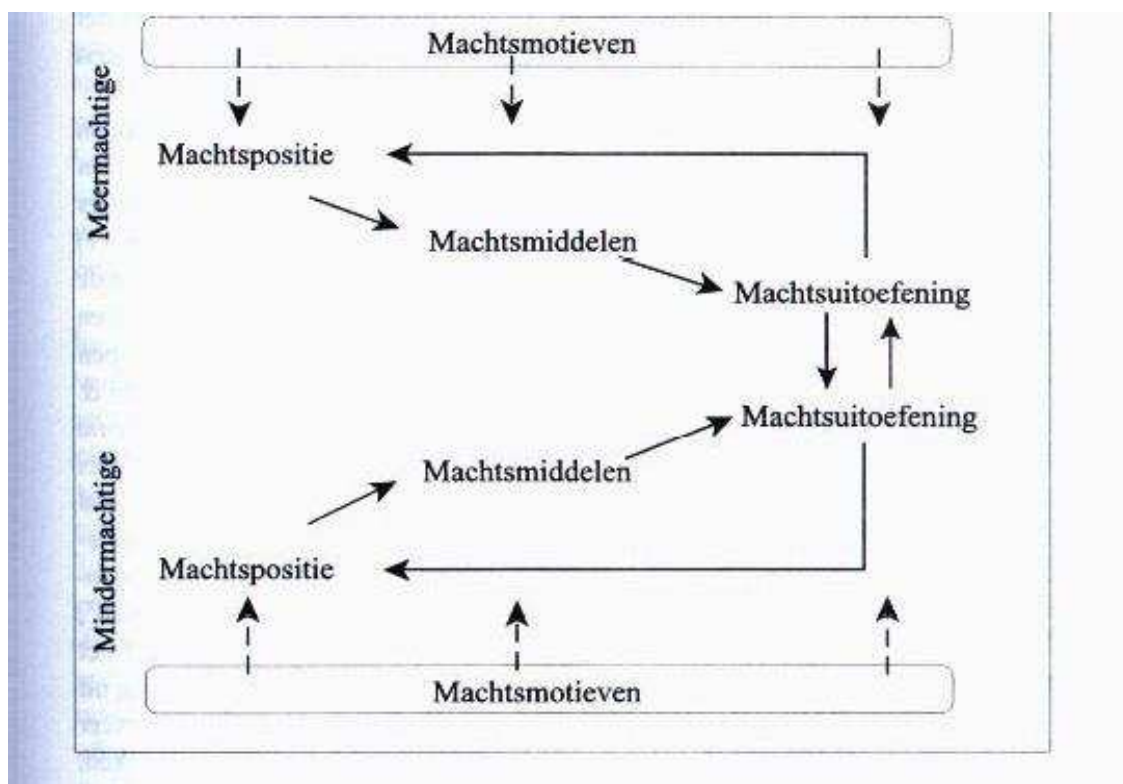 Machtsmotieven
Meermachtige
Machtspositie
Machtsmiddelen
Machtsuitoefening
Machtsuitoefening
Machtsmiddelen
Mindermachtige
Machtspositie
Machtsmotieven